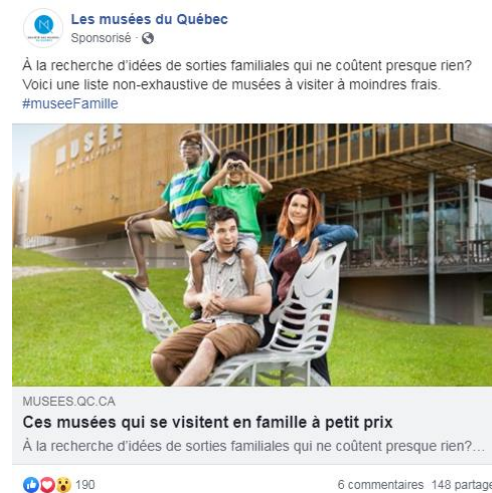 Les musées du Québec
Sponsorisé ·
À la recherche d'idées de sorties familiales qui ne coûtent presque rien?
Voici une liste non-exhaustive de musées à visiter à moindres frais.
#museeFamille
MUSÉE
MUSEES.QC.CA
Ces musées qui se visitent en famille à petit prix
À la recherche d'idées de sorties familiales qui ne coûtent presque rien?...
190
6 commentaires 148 partage